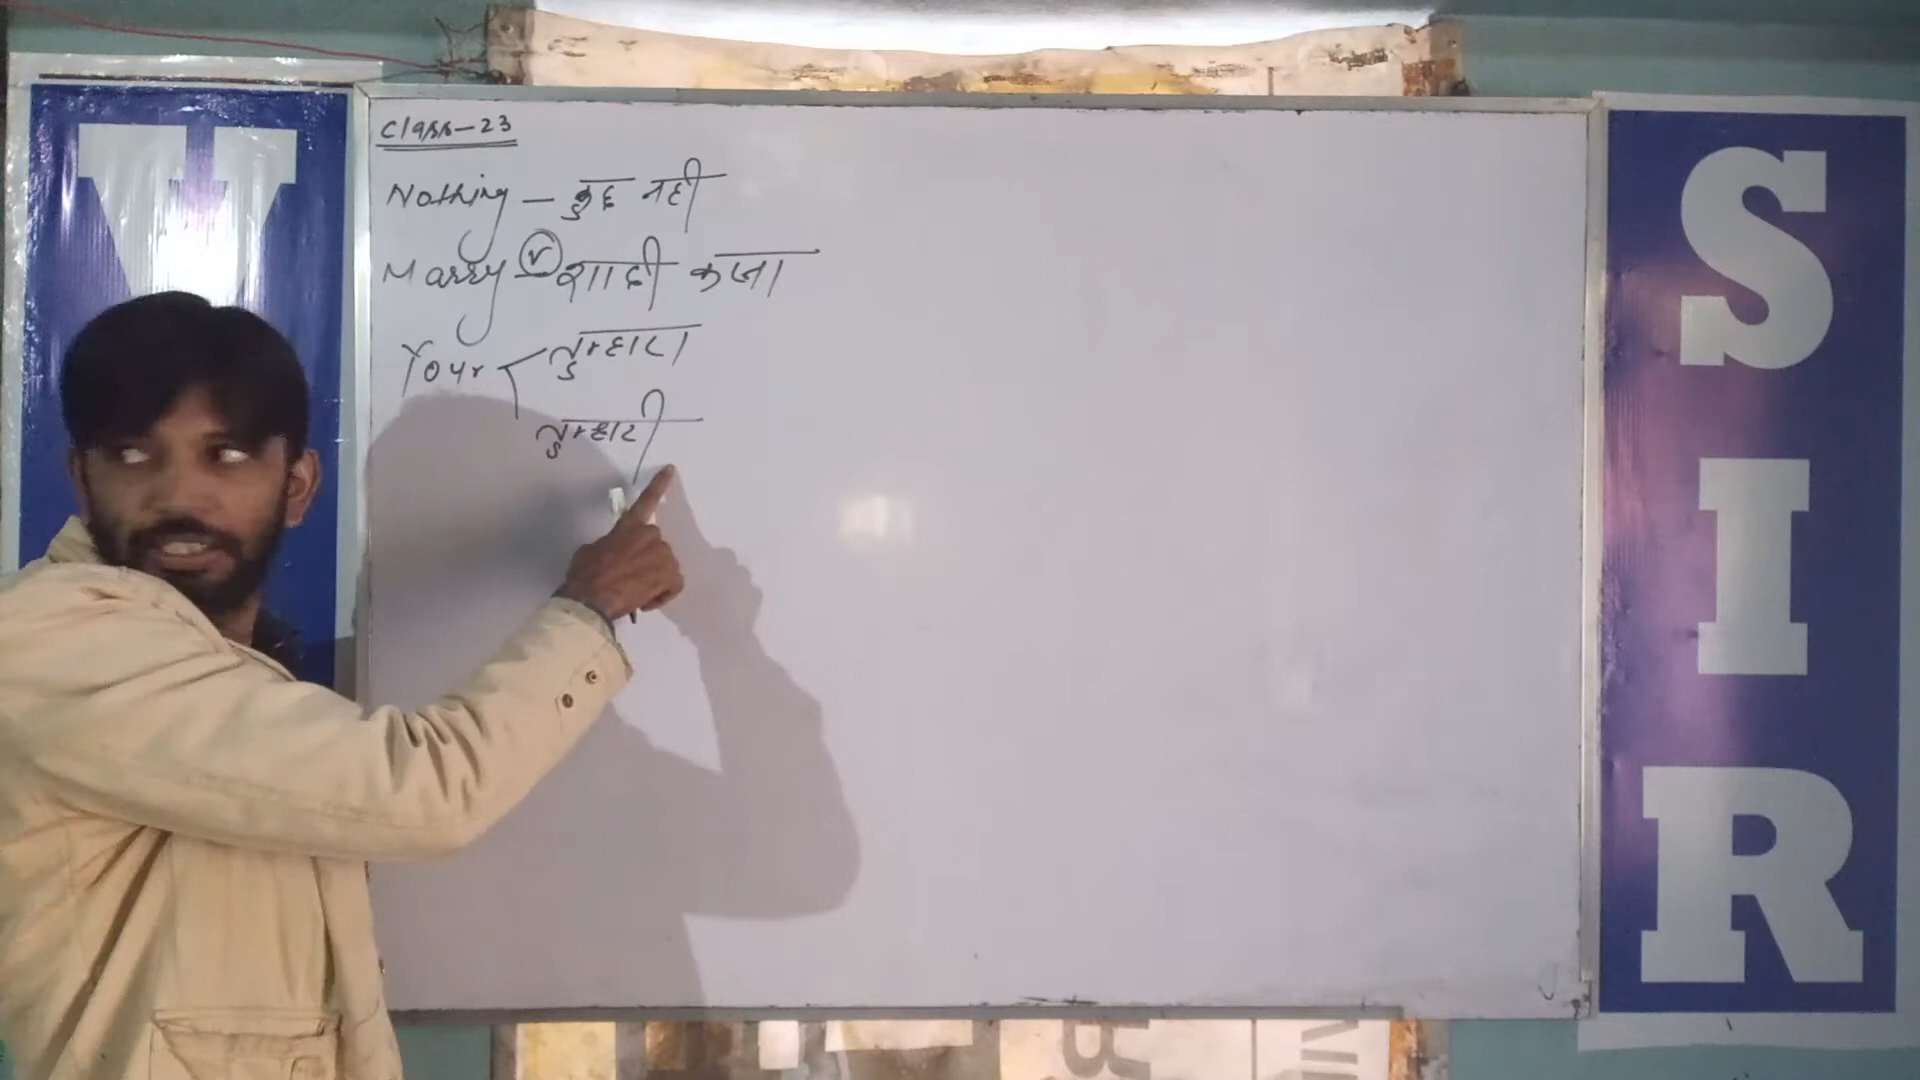 Class-23
Nothing - कुछ नहीं
Marry (v) शादी करना
Your तुम्हारा
तुम्हारी
V
SIR